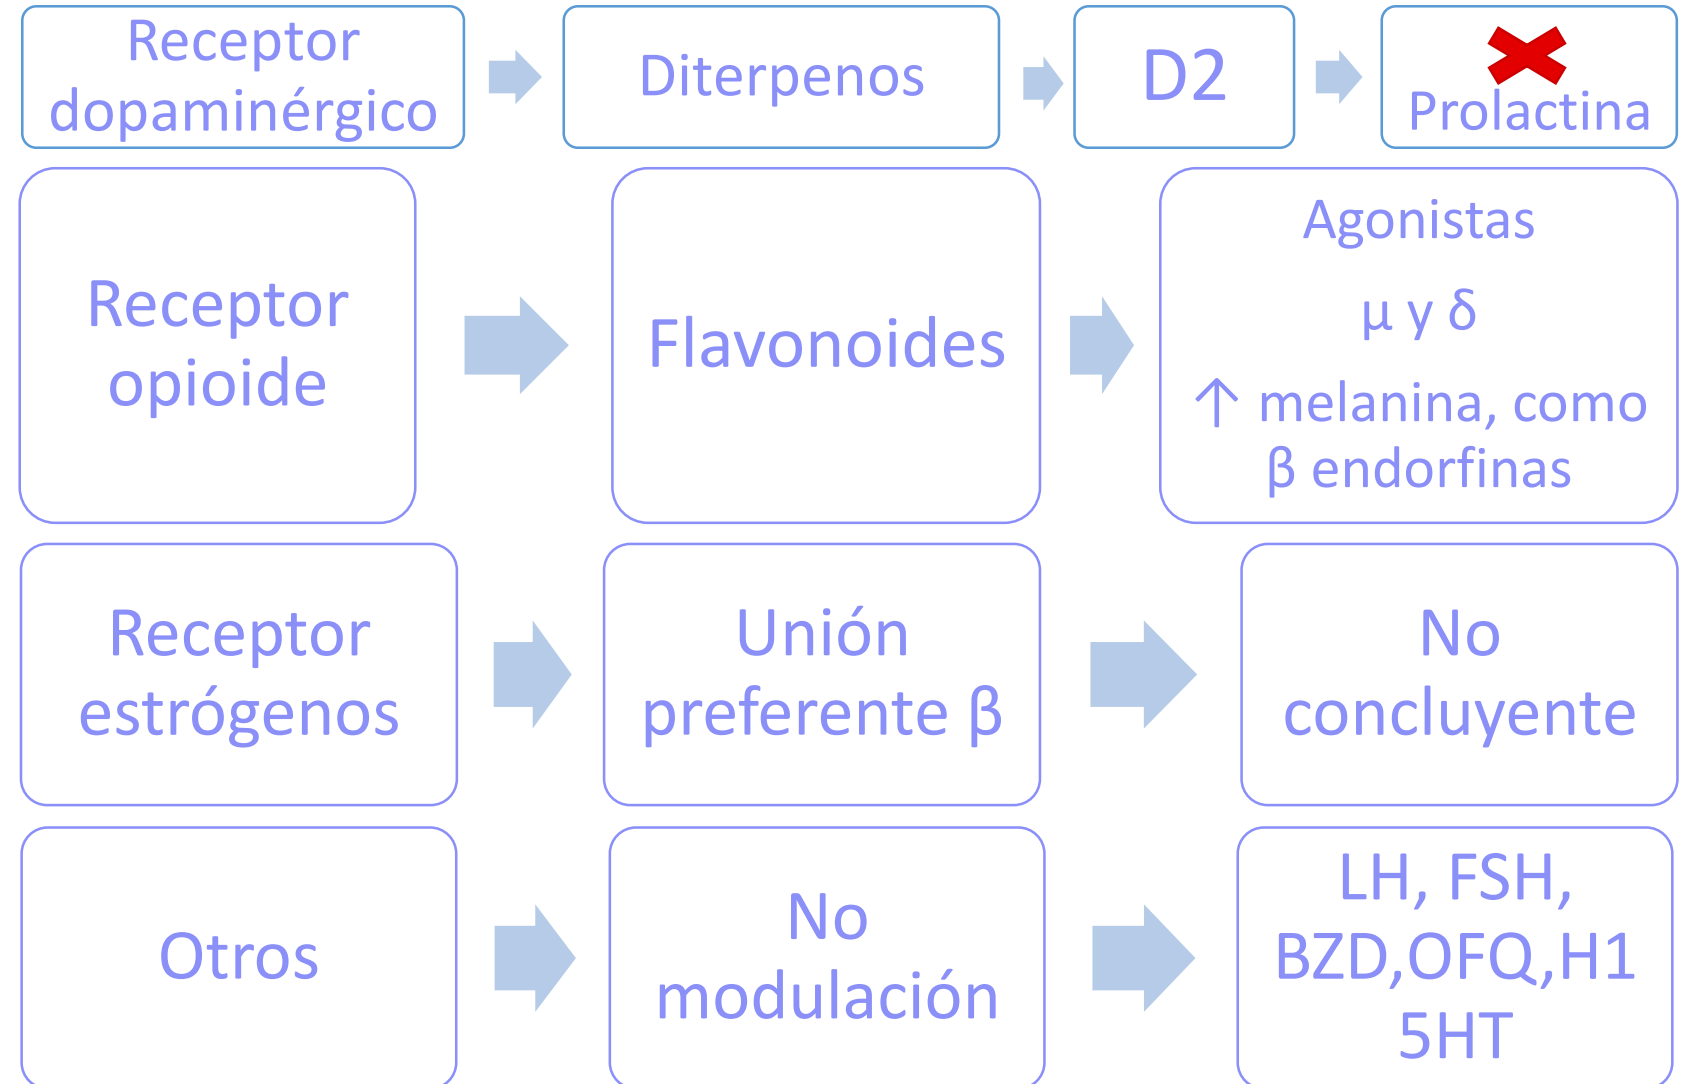 Receptor
dopaminérgico
Diterpenos
D2
Prolactina
Receptor
opioide
Flavonoides
Agonistas
μ y δ
↑ melanina, como
β endorfinas
Receptor
estrógenos
Unión
preferente β
No
concluyente
Otros
No
modulación
LH, FSH,
BZD,OFQ,H1
5HT